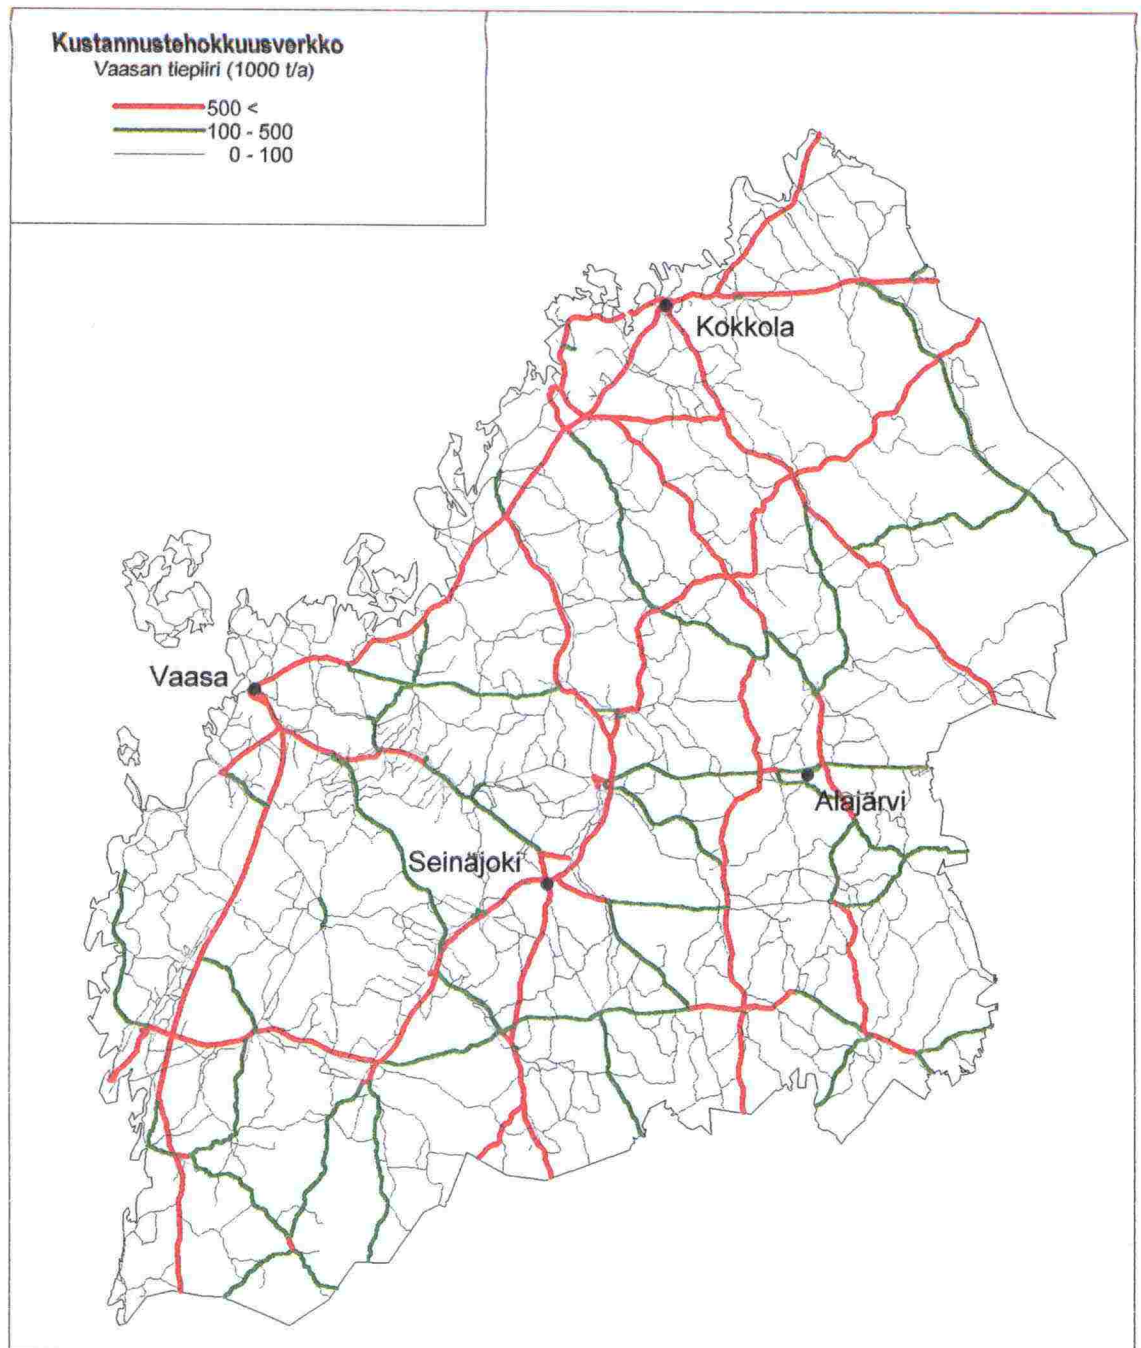 Kustannustehokkuusverkko
Vaasan tiepiiri (1000 t/a)
500 <
100 - 500
0 - 100
Kokkola
Vaasa
Alajärvi
Seinäjoki